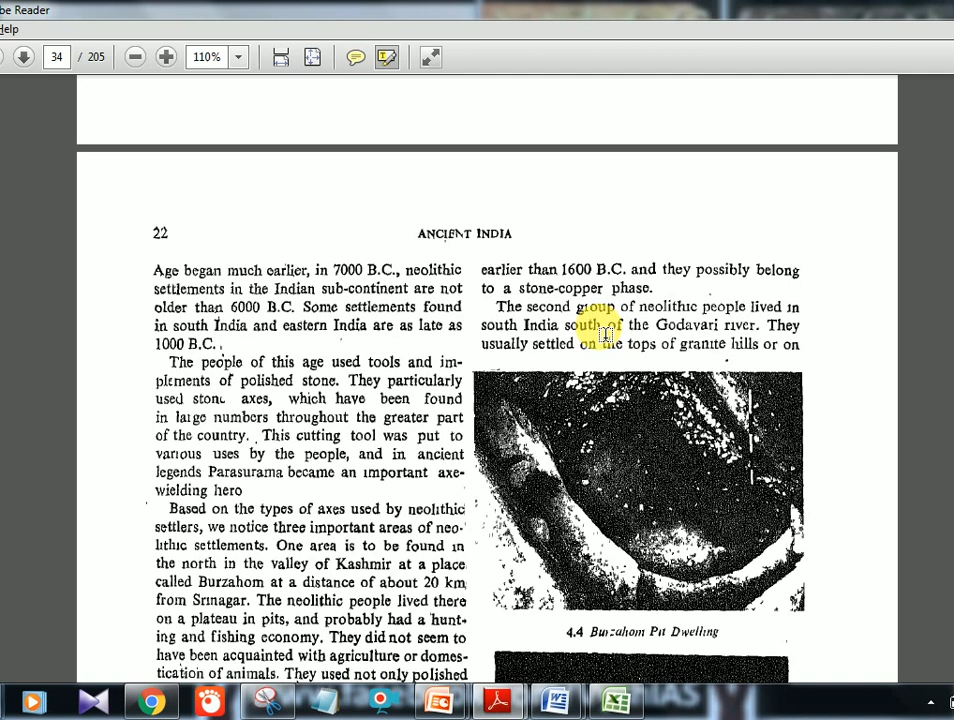 be Reader
Help
34 / 205
110%
22
ANCIENT INDIA
Age began much earlier, in 7000 B.C., neolithic
settlements in the Indian sub-continent are not
older than 6000 B.C. Some settlements found
in south India and eastern India are as late as
1000 B.C.
The people of this age used tools and im-
plements of polished stone. They particularly
used stone axes, which have been found
in large numbers throughout the greater part
of the country. This cutting tool was put to
various uses by the people, and in ancient
legends Parasurama became an important axe-
wielding hero
Based on the types of axes used by neolithic
settlers, we notice three important areas of neo-
lithic settlements. One area is to be found in
the north in the valley of Kashmir at a place
called Burzahom at a distance of about 20 km
from Srinagar. The neolithic people lived there
on a plateau in pits, and probably had a hunt-
ing and fishing economy. They did not seem to
have been acquainted with agriculture or domes-
tication of animals. They used not only polished
earlier than 1600 B.C. and they possibly belong
to a stone-copper phase.
The second group of neolithic people lived in
south India south of the Godavari river. They
usually settled on the tops of granite hills or on
4.4 Burzahom Pit Dwelling